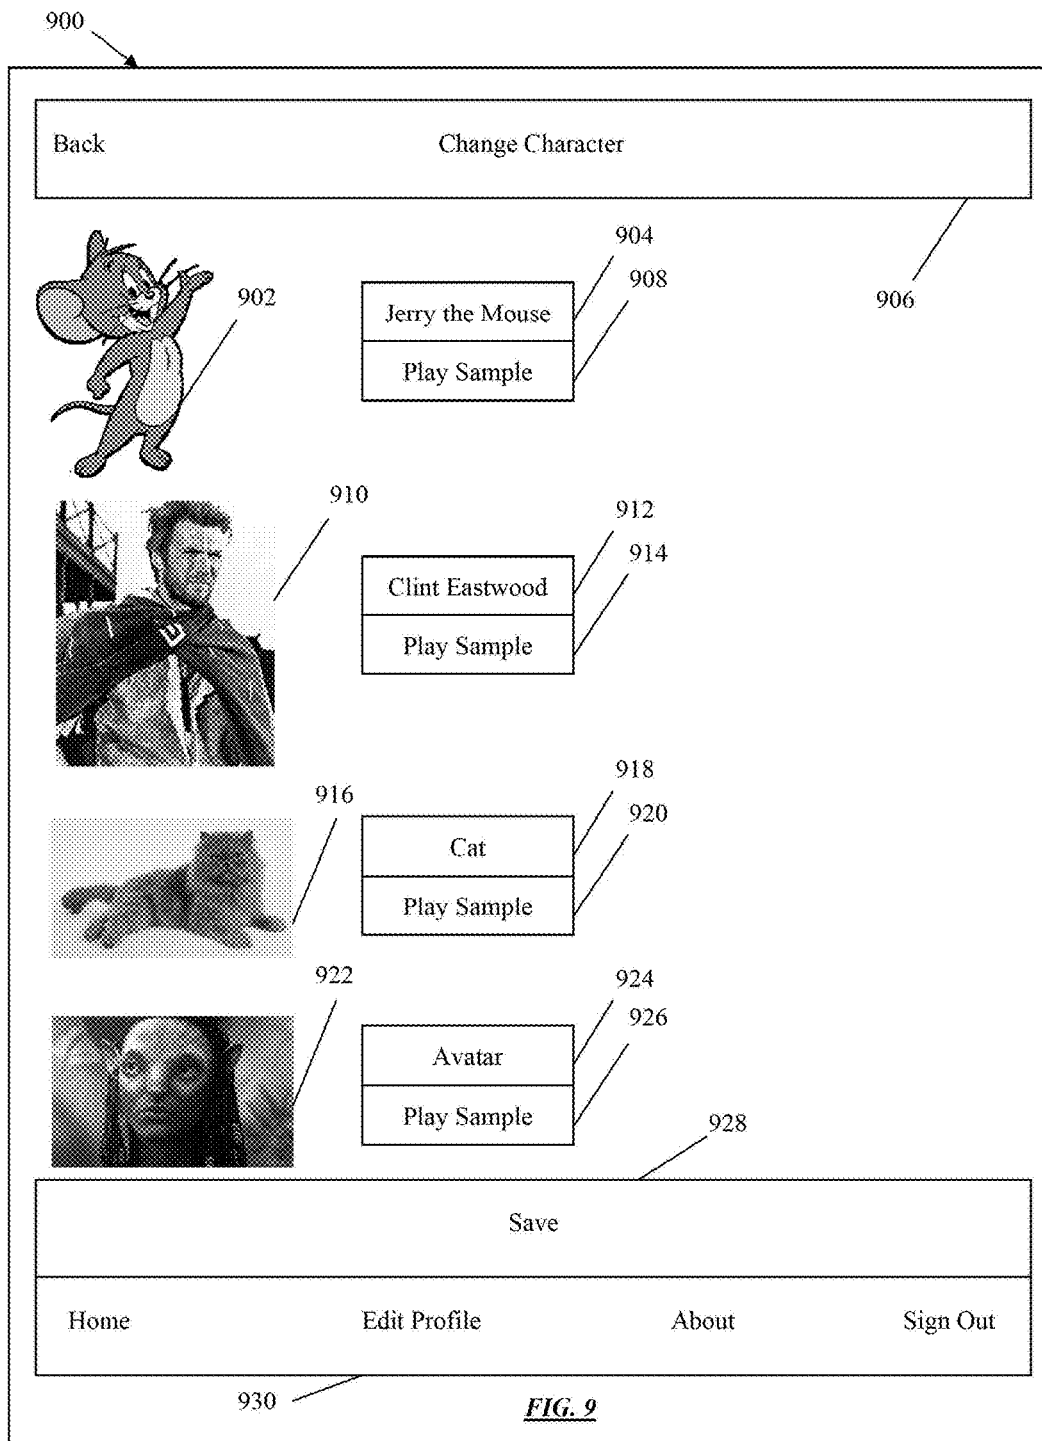 900
Back Change Character
906
902
904
908
Jerry the Mouse
Play Sample
910
912
914
Clint Eastwood
Play Sample
916
918
920
Cat
Play Sample
922
924
926
Avatar
Play Sample
928
Save
Home Edit Profile About Sign Out
930
FIG. 9